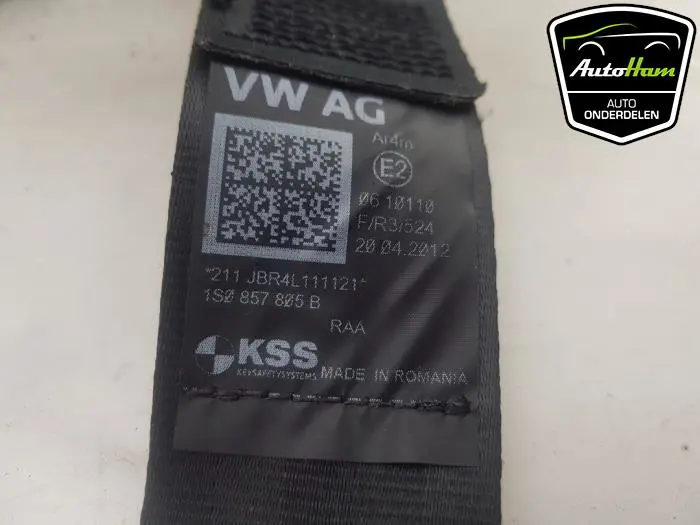 VW AG
Ar4m
E2
06 10110
F/R3/524
20.04.2012
*211 JBR4L111121*
1S0 857 805 B
RAA
KSS
KEYSAFETYSYSTEMS
MADE IN ROMANIA
AutoHam
AUTO
ONDERDELEN